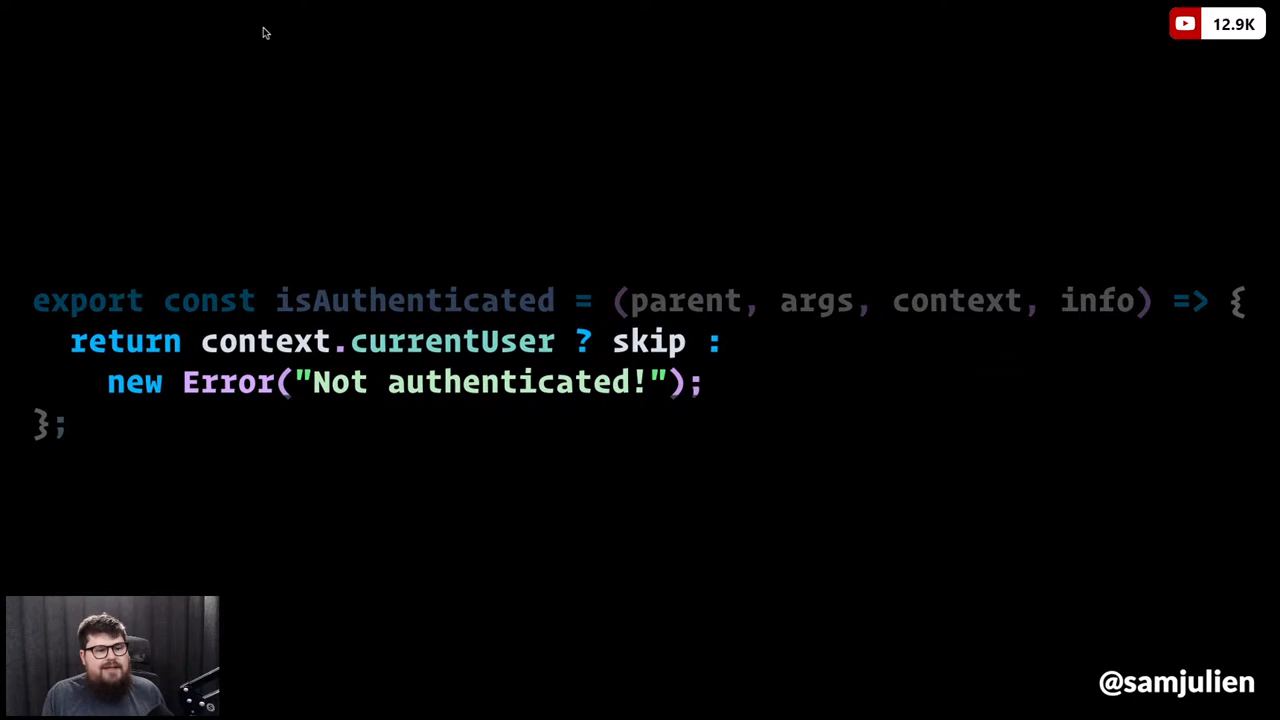 12.9K
export const isAuthenticated = (parent, args, context, info) => {
return context.currentUser ? skip :
new Error("Not authenticated!");
};
@samjulien